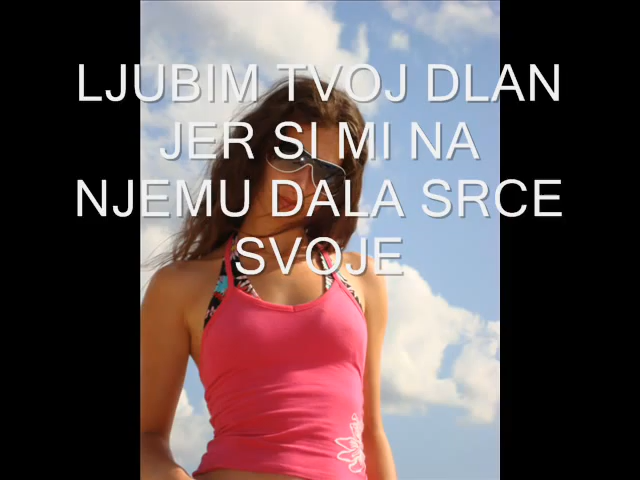 LJUBIM TVOJ DLAN
JER SI MI NA
NJEMU DALA SRCE
SVOJE